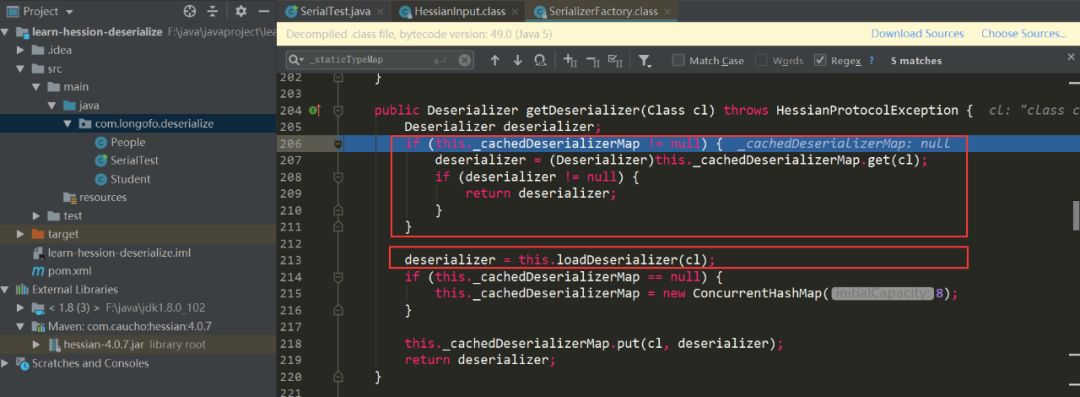 Project
learn-hession-deserialize F:\java\javaproject\lea
.idea
src
main
java
com.longofo.deserialize
People
SerialTest
Student
resources
test
target
learn-hession-deserialize.iml
pom.xml
External Libraries
< 1.8 (3) > F:\java\jdk1.8.0_102
Maven: com.caucho:hessian:4.0.7
hessian-4.0.7.jar library root
Scratches and Consoles
SerialTest.java HessianInput.class SerializerFactory.class
Decompiled .class file, bytecode version: 49.0 (Java 5) Download Sources Choose Sources...
_staticTypeMap Match Case Words Regex ? 5 matches
202 }
203
204 public Deserializer getDeserializer(Class cl) throws HessianProtocolException { cl: "class c
205 Deserializer deserializer;
206 if (this._cachedDeserializerMap != null) { _cachedDeserializerMap: null
207 deserializer = (Deserializer)this._cachedDeserializerMap.get(cl);
208 if (deserializer != null) {
209 return deserializer;
210 }
211 }
212
213 deserializer = this.loadDeserializer(cl);
214 if (this._cachedDeserializerMap == null) {
215 this._cachedDeserializerMap = new ConcurrentHashMap( initialCapacity: 8);
216 }
217
218 this._cachedDeserializerMap.put(cl, deserializer);
219 return deserializer;
220 }
221